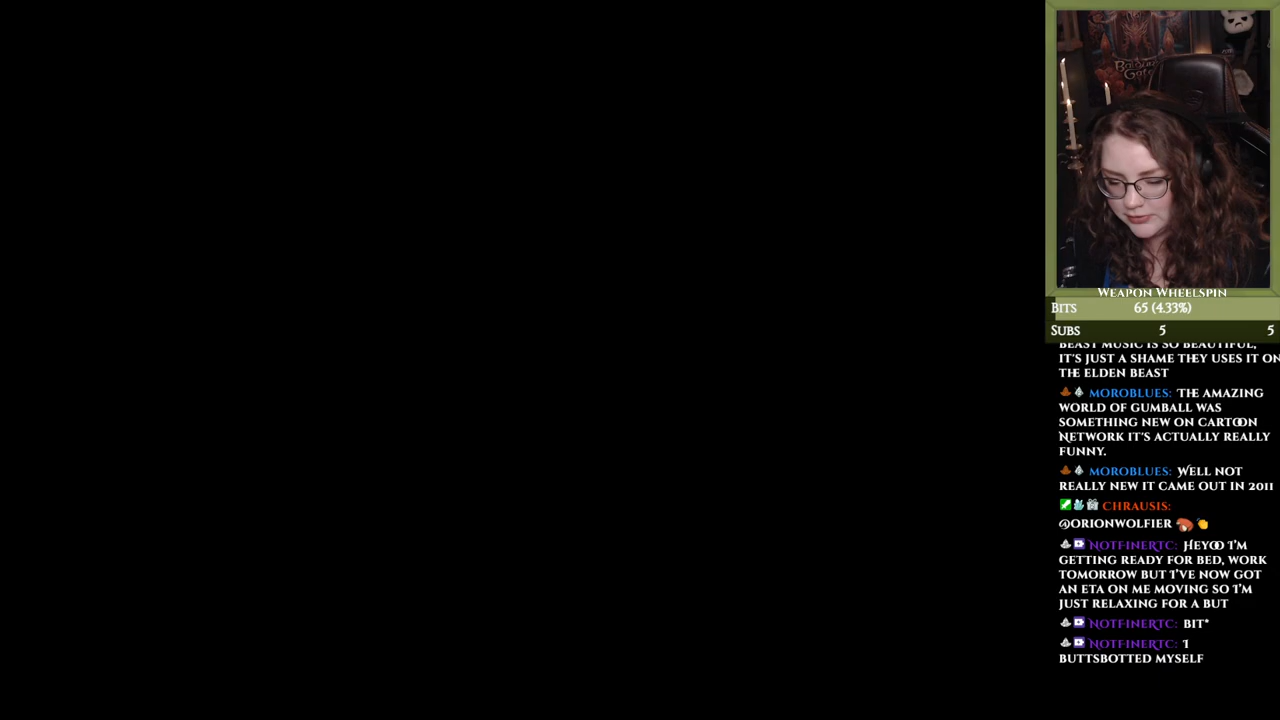 Baldur's
Gate
Weapon Wheelspin
Bits 65 (4.33%)
Subs 5 5
BEAST MUSIC IS SO BEAUTIFUL,
IT'S JUST A SHAME THEY USES IT ON
THE ELDEN BEAST
MOROBLUES: THE AMAZING
WORLD OF GUMBALL WAS
SOMETHING NEW ON CARTOON
NETWORK IT'S ACTUALLY REALLY
FUNNY.
MOROBLUES: WELL NOT
REALLY NEW IT CAME OUT IN 2011
CHRAUSIS:
@ORIONWOLFIER
NOTFINERTC: HEYOO I'M
GETTING READY FOR BED, WORK
TOMORROW BUT I'VE NOW GOT
AN ETA ON ME MOVING SO I'M
JUST RELAXING FOR A BUT
NOTFINERTC: BIT*
NOTFINERTC: I
BUTTSBOTTED MYSELF